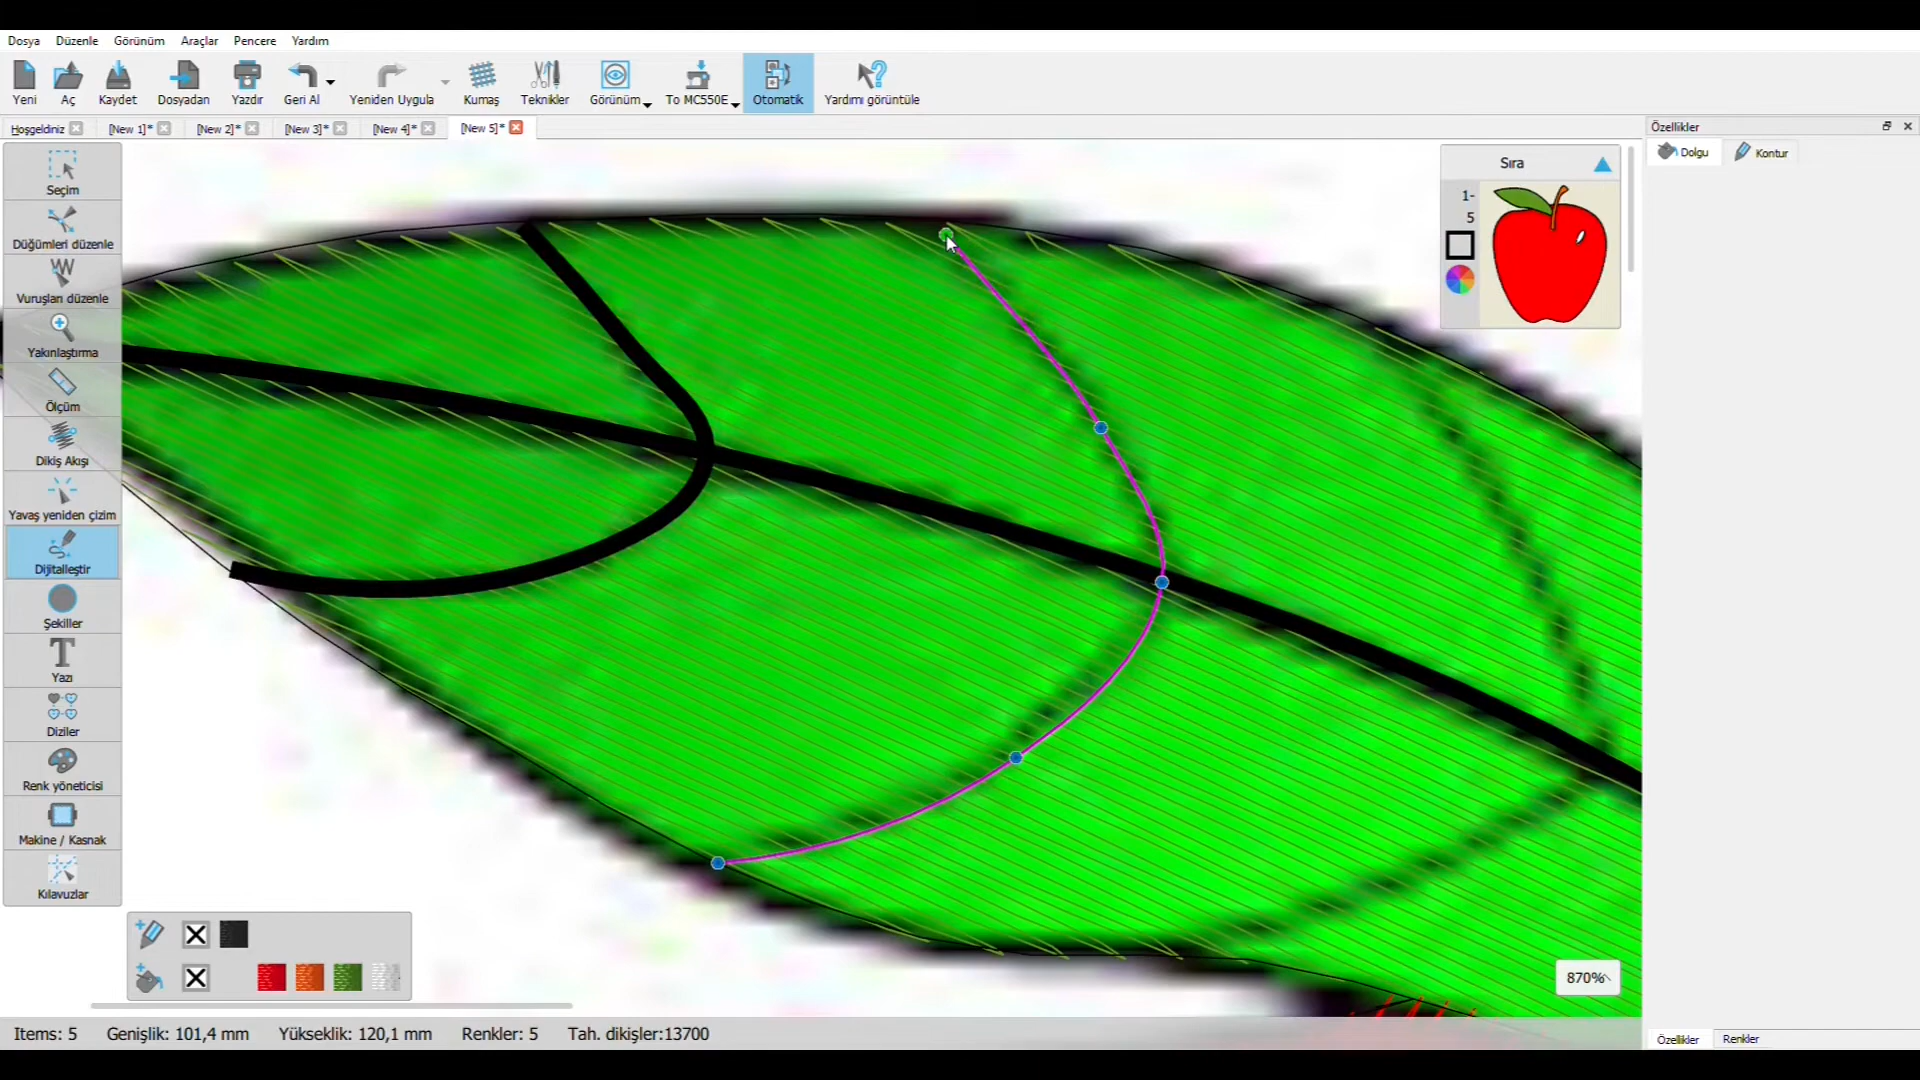 Dosya Düzenle Görünüm Araçlar Pencere Yardım
Yeni Aç Kaydet Dosyadan Yazdır Geri Al Yeniden Uygula Kumaş Teknikler Görünüm To MC550E Otomatik Yardımı görüntüle
Hoşgeldiniz [New 1]* [New 2]* [New 3]* [New 4]* [New 5]*
Özellikler
Dolgu Kontur
Sıra
1-
5
Seçim
Düğümleri düzenle
Vuruşları düzenle
Yakınlaştırma
Ölçüm
Dikiş Akışı
Yavaş yeniden çizim
Dijitalleştir
Şekiller
Yazı
Diziler
Renk yöneticisi
Makine / Kasnak
Kılavuzlar
870%
Items: 5 Genişlik: 101,4 mm Yükseklik: 120,1 mm Renkler: 5 Tah. dikişler:13700
Özellikler Renkler